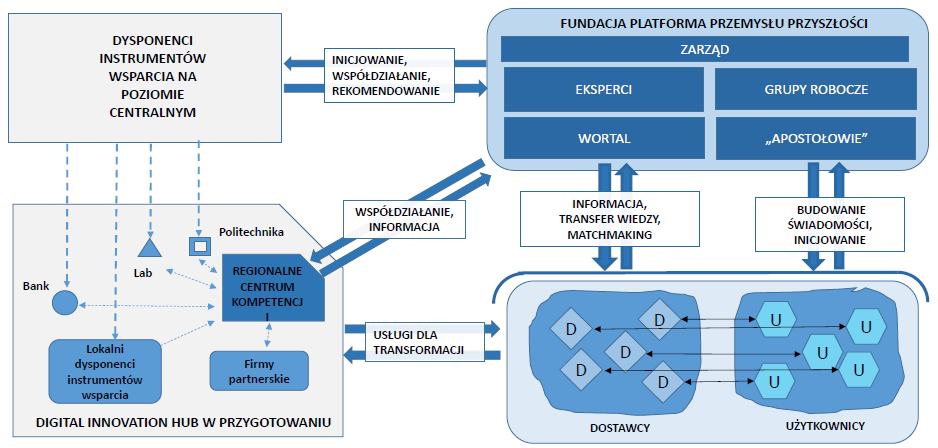 DYSPONENCI
INSTRUMENTÓW
WSPARCIA NA
POZIOMIE
CENTRALNYM
INICJOWANIE,
WSPÓŁDZIAŁANIE,
REKOMENDOWANIE
FUNDACJA PLATFORMA PRZEMYSŁU PRZYSZŁOŚCI
ZARZĄD
EKSPERCI
GRUPY ROBOCZE
WORTAL
„APOSTOŁOWIE”
WSPÓŁDZIAŁANIE,
INFORMACJA
INFORMACJA,
TRANSFER WIEDZY,
MATCHMAKING
BUDOWANIE
ŚWIADOMOŚCI,
INICJOWANIE
Politechnika
Lab
Bank
REGIONALNE
CENTRUM
KOMPETENCJ
I
Lokalni
dysponenci
instrumentów
wsparcia
Firmy
partnerskie
DIGITAL INNOVATION HUB W PRZYGOTOWANIU
USŁUGI DLA
TRANSFORMACJI
D
D
D
D
D
U
U
U
U
U
DOSTAWCY
UŻYTKOWNICY